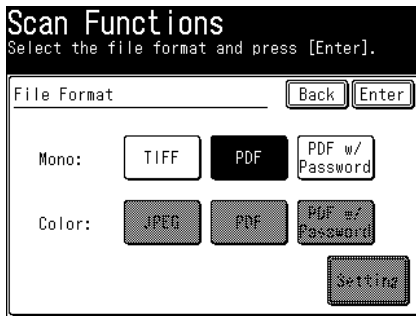 Scan Functions
Select the file format and press [Enter].
File Format Back Enter
Mono: TIFF PDF PDF w/
Password
Color: JPEG PDF PDF w/
Password
Setting